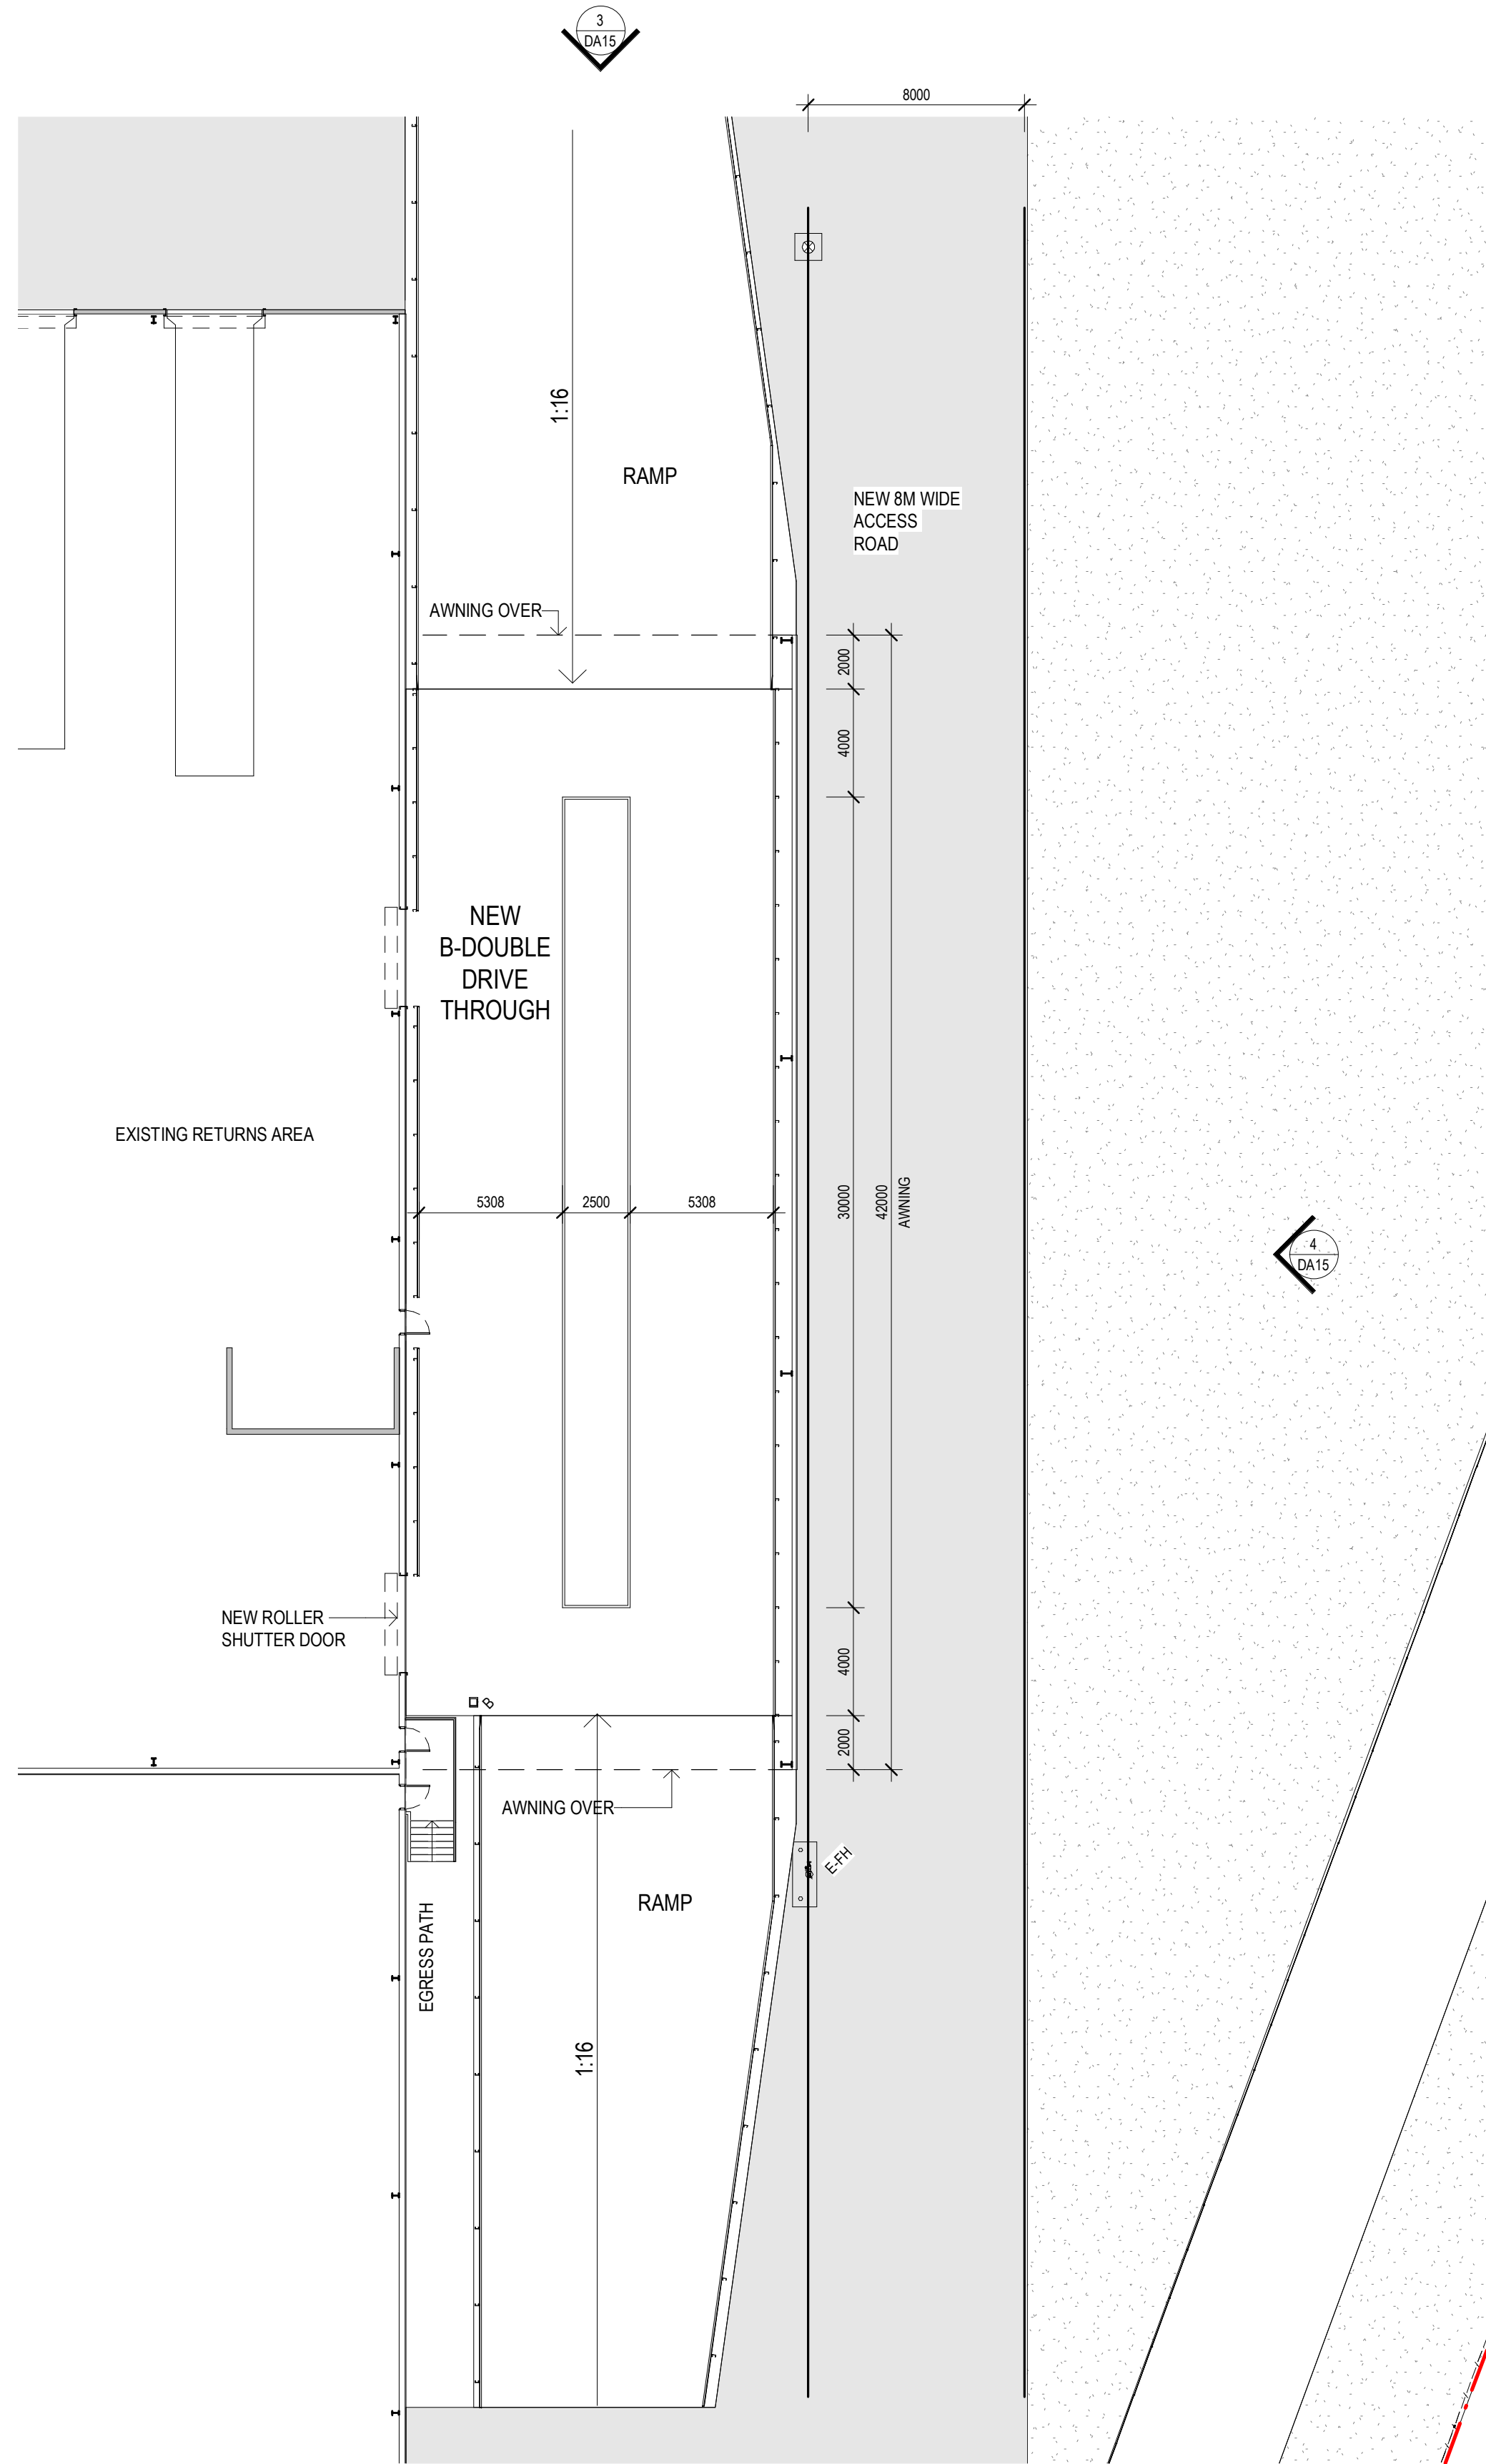 3
DA15
8000
1:16
RAMP
NEW 8M WIDE
ACCESS
ROAD
AWNING OVER
2000
4000
NEW
B-DOUBLE
DRIVE
THROUGH
EXISTING RETURNS AREA
5308
2500
5308
30000
42000
AWNING
4
DA15
NEW ROLLER
SHUTTER DOOR
4000
B
2000
AWNING OVER
E-FH
RAMP
EGRESS PATH
1:16